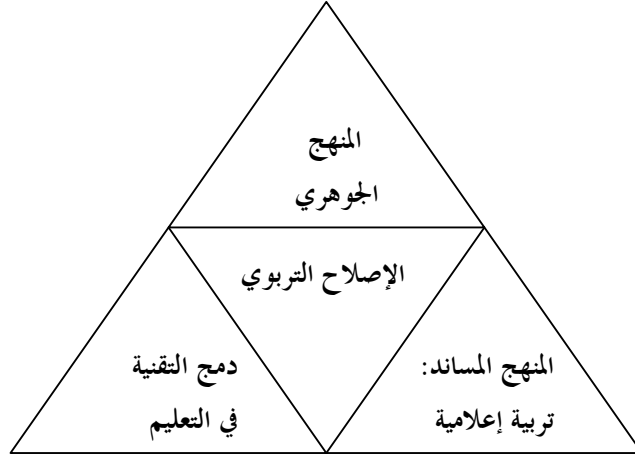 المنهج
الجوهري
الإصلاح التربوي
المنهج المساند:
تربية إعلامية
دمج التقنية
في التعليم